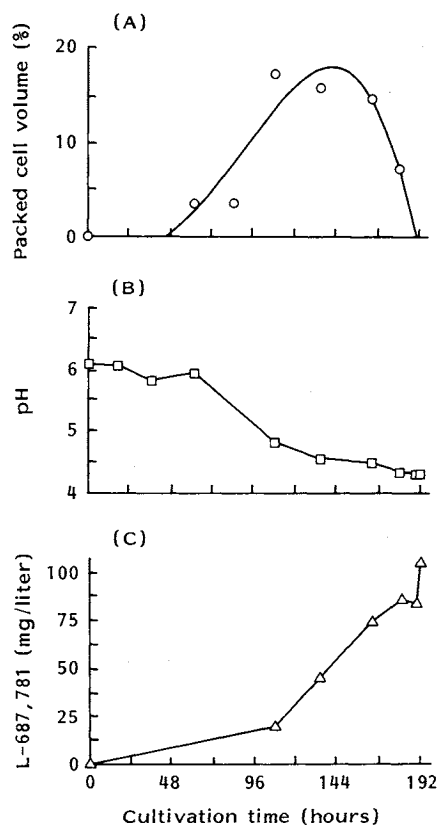 (A)
Packed cell volume (%)
20
10
0
(B)
pH
7
6
5
4
(C)
L-687,781 (mg/liter)
100
75
50
25
0
0 48 96 144 192
Cultivation time (hours)